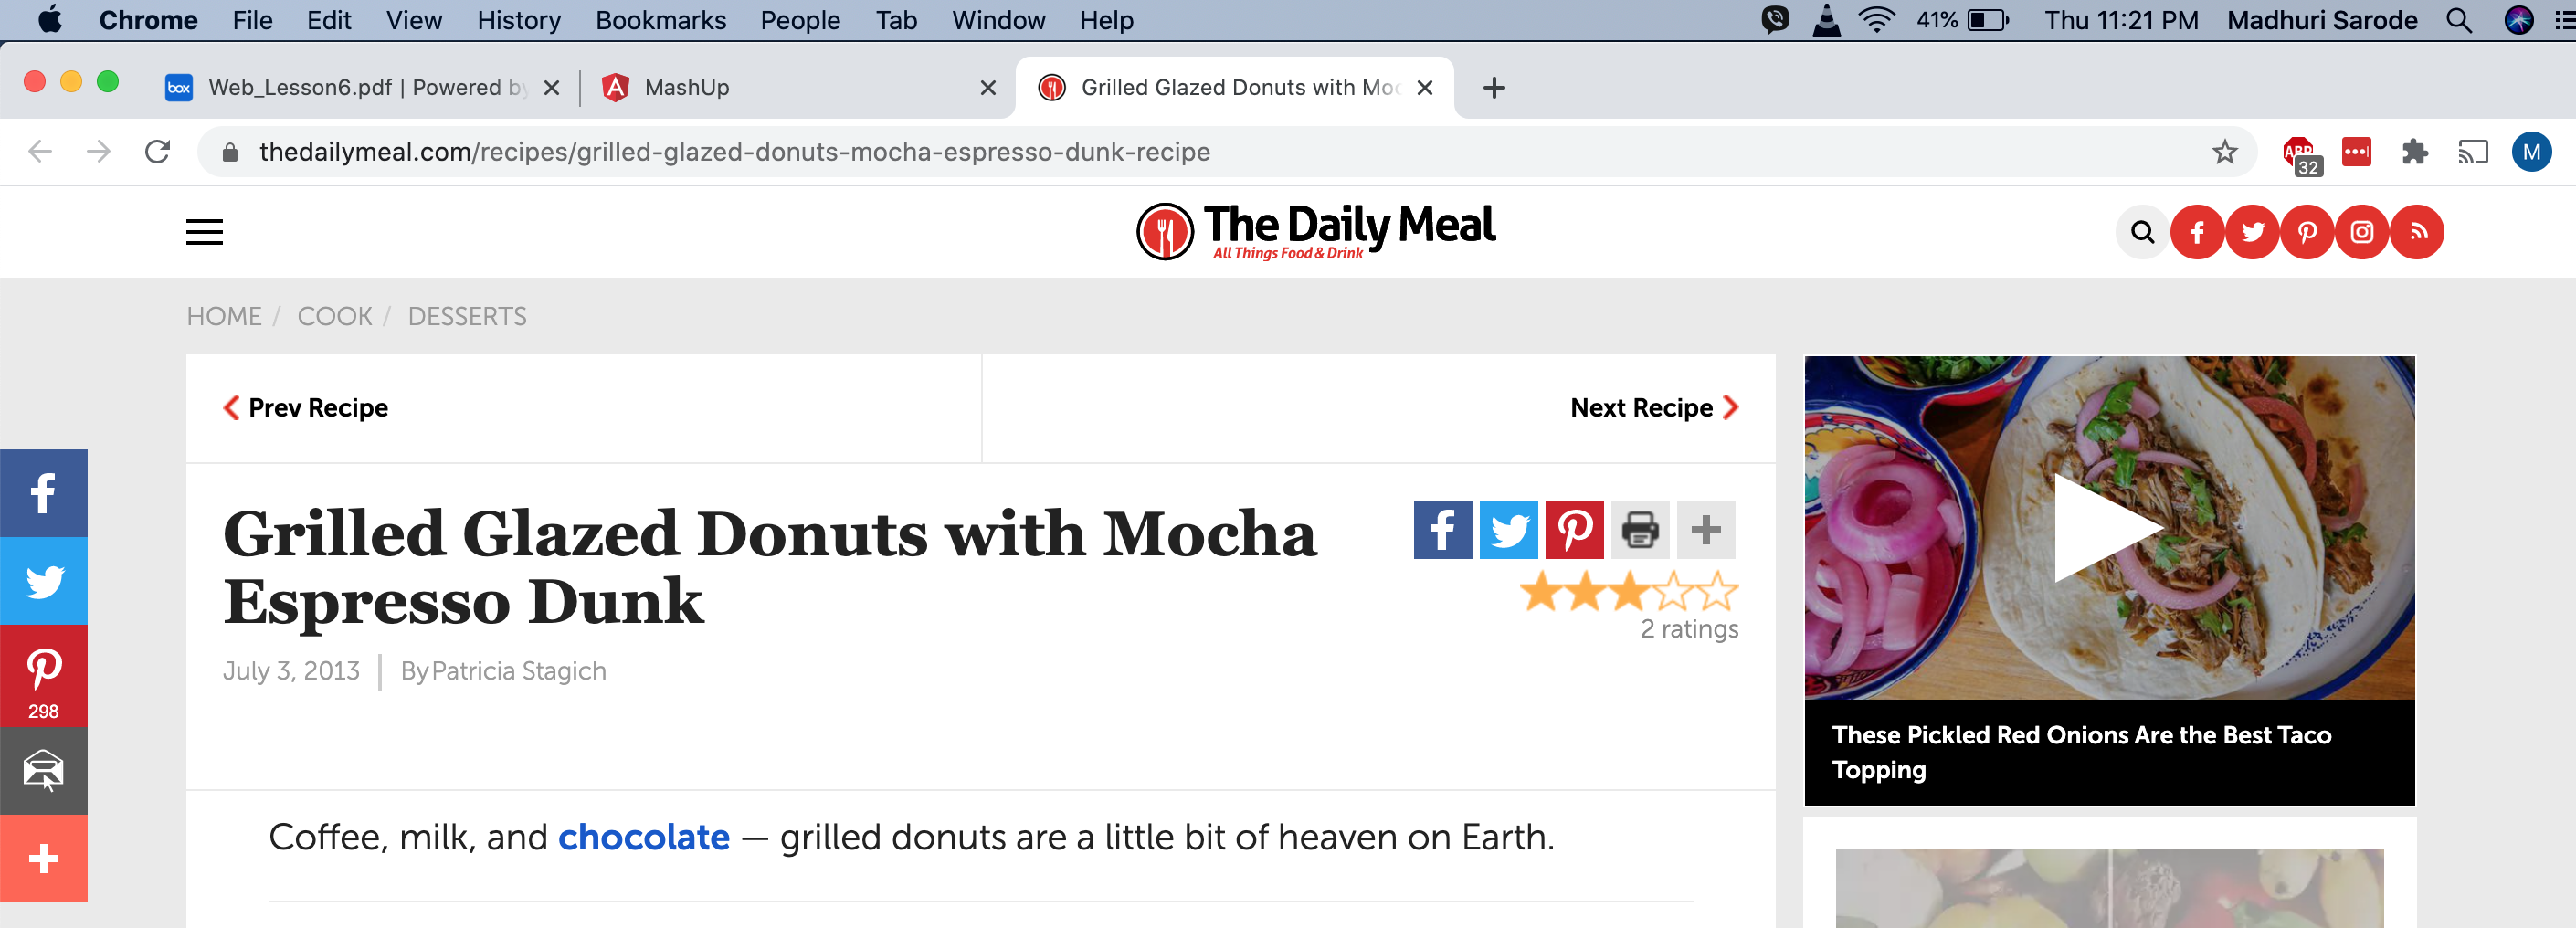 Chrome File Edit View History Bookmarks People Tab Window Help 41% Thu 11:21 PM Madhuri Sarode
box Web_Lesson6.pdf | Powered by MashUp Grilled Glazed Donuts with Moc
thedailymeal.com/recipes/grilled-glazed-donuts-mocha-espresso-dunk-recipe ABP 32 M
The Daily Meal
All Things Food & Drink
HOME / COOK / DESSERTS
Prev Recipe Next Recipe
Grilled Glazed Donuts with Mocha
Espresso Dunk
2 ratings
July 3, 2013 | By Patricia Stagich
298
Coffee, milk, and chocolate — grilled donuts are a little bit of heaven on Earth.
These Pickled Red Onions Are the Best Taco
Topping